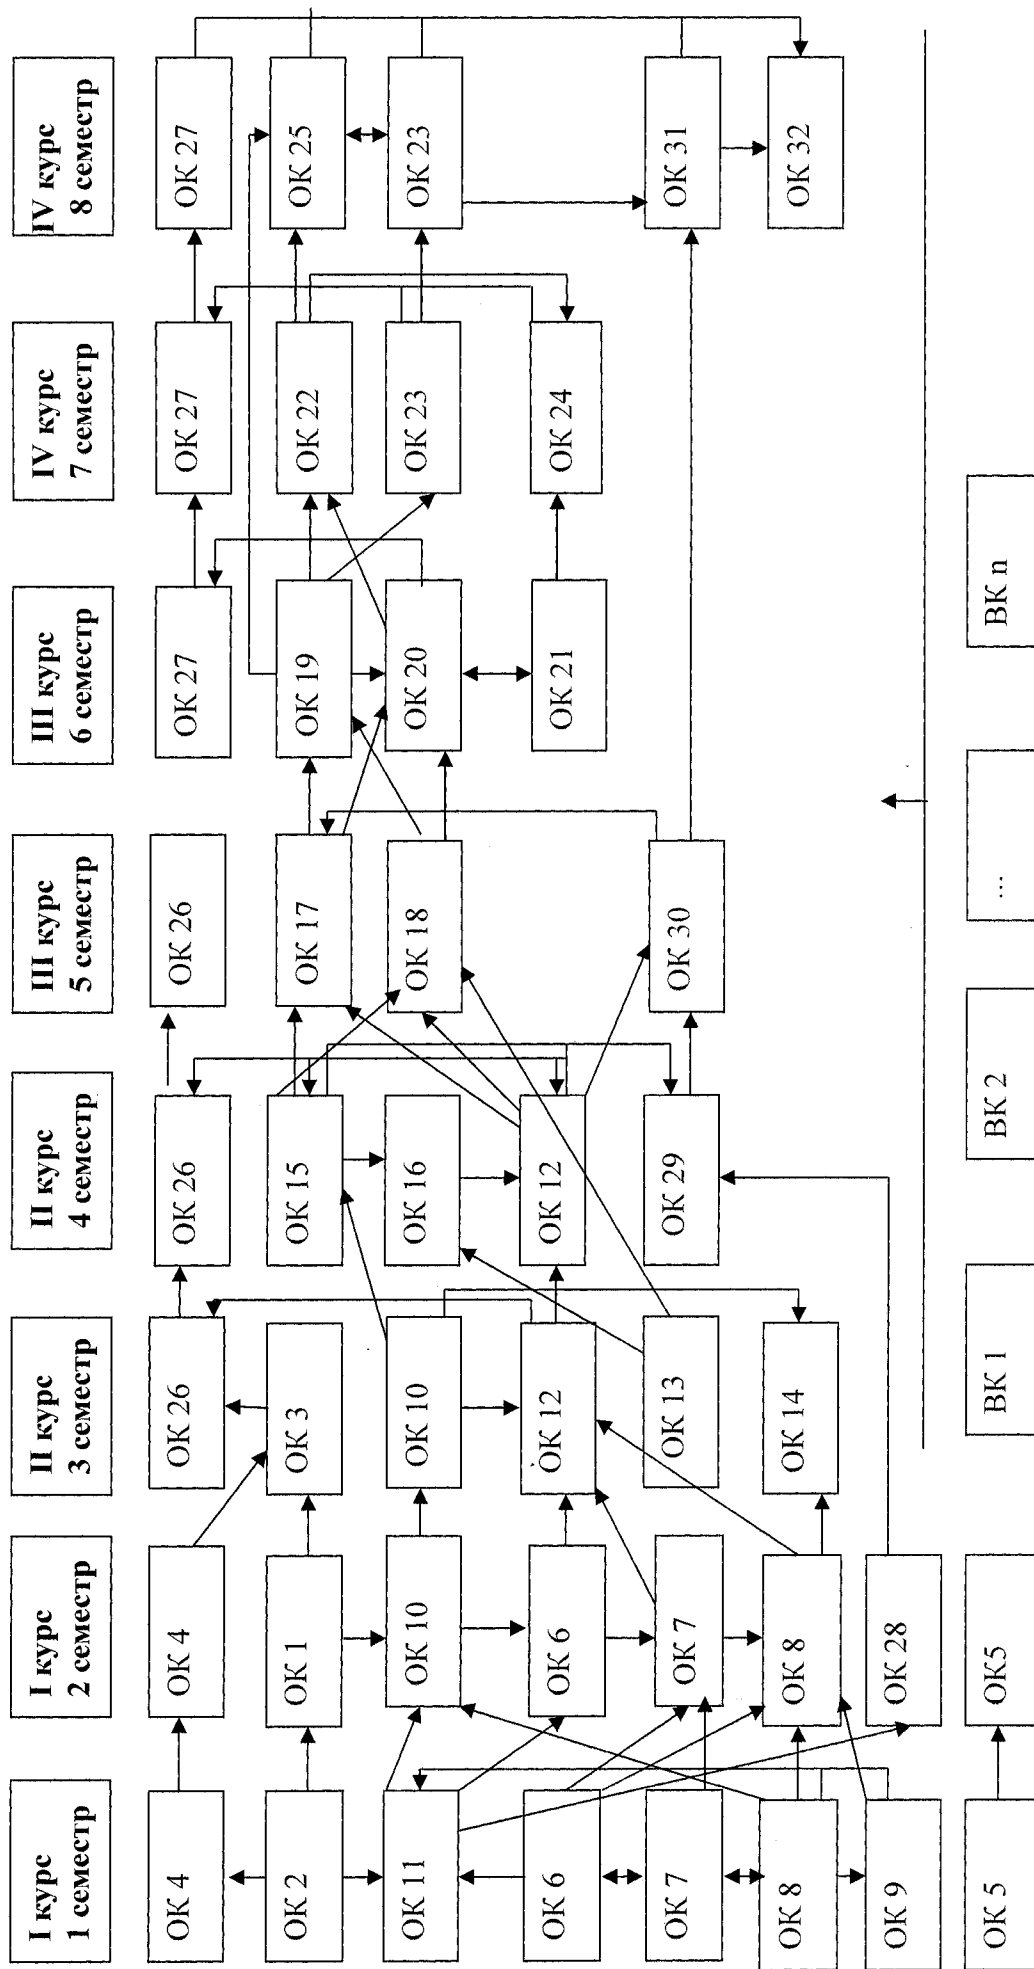 I курс
1 семестр
I курс
2 семестр
II курс
3 семестр
II курс
4 семестр
III курс
5 семестр
III курс
6 семестр
IV курс
7 семестр
IV курс
8 семестр
ОК 4
ОК 4
ОК 26
ОК 26
ОК 26
ОК 27
ОК 27
ОК 27
ОК 2
ОК 1
ОК 3
ОК 15
ОК 17
ОК 19
ОК 22
ОК 25
ОК 11
ОК 10
ОК 10
ОК 16
ОК 18
ОК 20
ОК 23
ОК 23
ОК 6
ОК 6
ОК 12
ОК 12
ОК 21
ОК 24
ОК 7
ОК 7
ОК 13
ОК 29
ОК 30
ОК 31
ОК 8
ОК 8
ОК 14
ОК 32
ОК 9
ОК 28
ОК 5
ОК5
ВК 1
ВК 2
...
ВК n